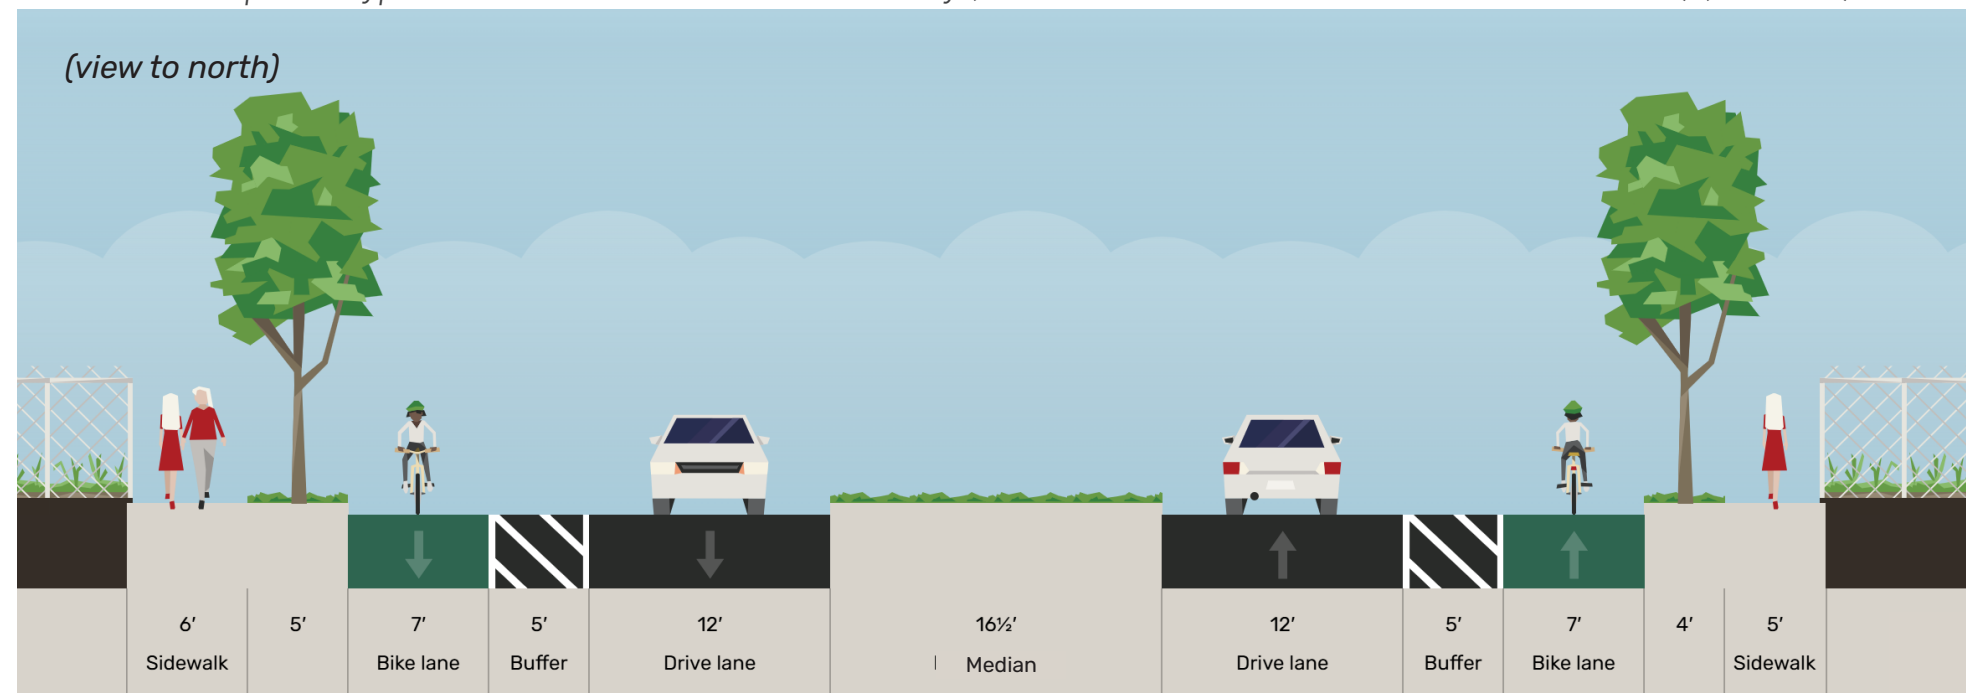 (view to north)
6′ 5′ 7′ 5′ 12′ 16½′ 12′ 5′ 7′ 4′ 5′
Sidewalk Bike lane Buffer Drive lane Median Drive lane Buffer Bike lane Sidewalk